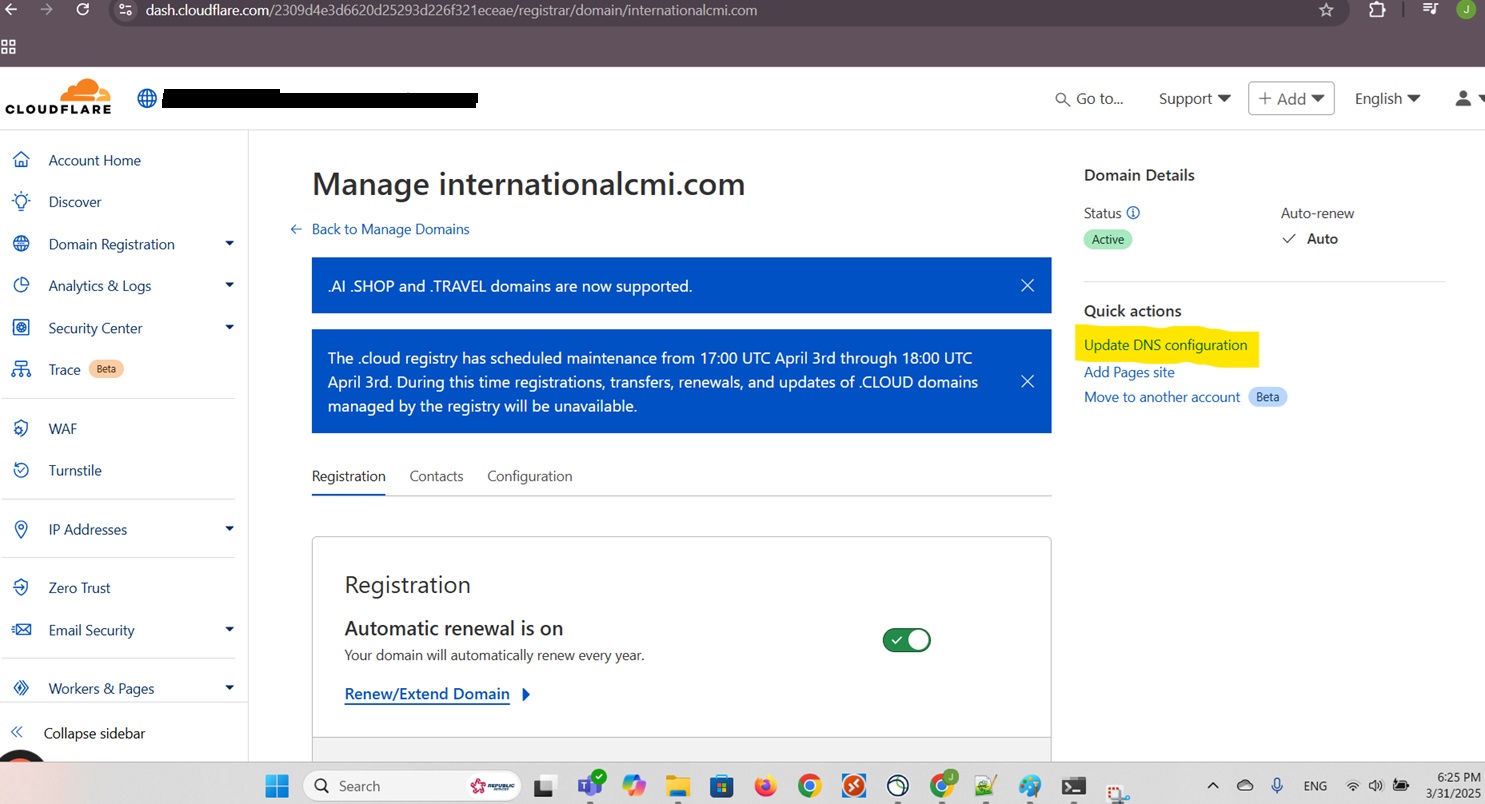 dash.cloudflare.com/2309d4e3d6620d25293d226f321eceae/registrar/domain/internationalcmi.com
J
CLOUDFLARE
Go to...
Support
+ Add
English
Account Home
Discover
Domain Registration
Analytics & Logs
Security Center
Trace Beta
WAF
Turnstile
IP Addresses
Zero Trust
Email Security
Workers & Pages
Collapse sidebar
Manage internationalcmi.com
← Back to Manage Domains
.AI .SHOP and .TRAVEL domains are now supported.
The .cloud registry has scheduled maintenance from 17:00 UTC April 3rd through 18:00 UTC
April 3rd. During this time registrations, transfers, renewals, and updates of .CLOUD domains
managed by the registry will be unavailable.
Registration Contacts Configuration
Registration
Automatic renewal is on
Your domain will automatically renew every year.
Renew/Extend Domain
Domain Details
Status Auto-renew
Active Auto
Quick actions
Update DNS configuration
Add Pages site
Move to another account Beta
Search
REPUBLIC
ENG
6:25 PM
3/31/2025